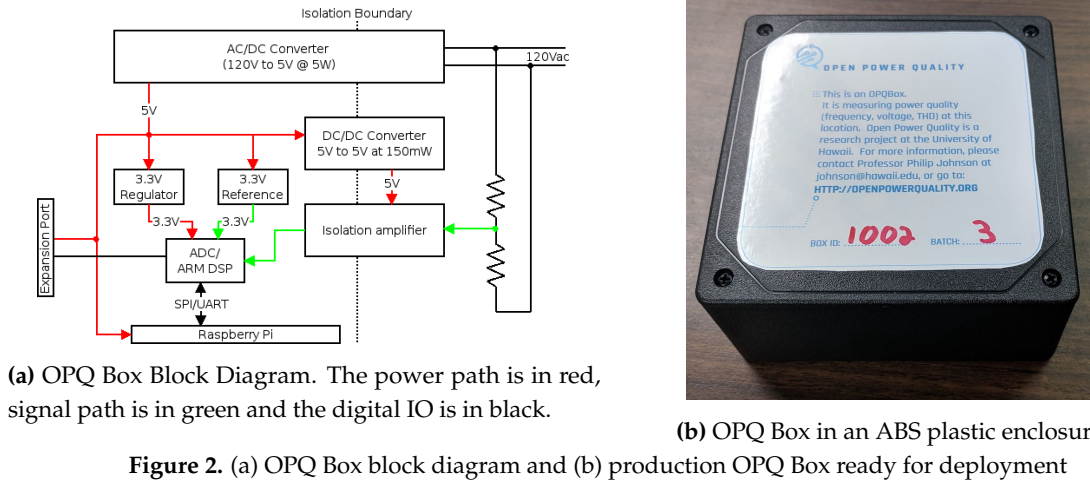 Isolation Boundary
AC/DC Converter
(120V to 5V @ 5W)
120Vac
5V
DC/DC Converter
5V to 5V at 150mW
3.3V
Regulator
3.3V
Reference
5V
3.3V
3.3V
Isolation amplifier
Expansion Port
ADC/
ARM DSP
SPI/UART
Raspberry Pi
(a) OPQ Box Block Diagram. The power path is in red,
signal path is in green and the digital IO is in black.
OPEN POWER QUALITY
This is an OPQBox.
It is measuring power quality
(frequency, voltage, THD) at this
location. Open Power Quality is a
research project at the University of
Hawaii. For more information, please
contact Professor Philip Johnson at
johnson@hawaii.edu, or go to:
HTTP://OPENPOWERQUALITY.ORG
BOX ID: 1002 BATCH: 3
(b) OPQ Box in an ABS plastic enclosur
Figure 2. (a) OPQ Box block diagram and (b) production OPQ Box ready for deployment